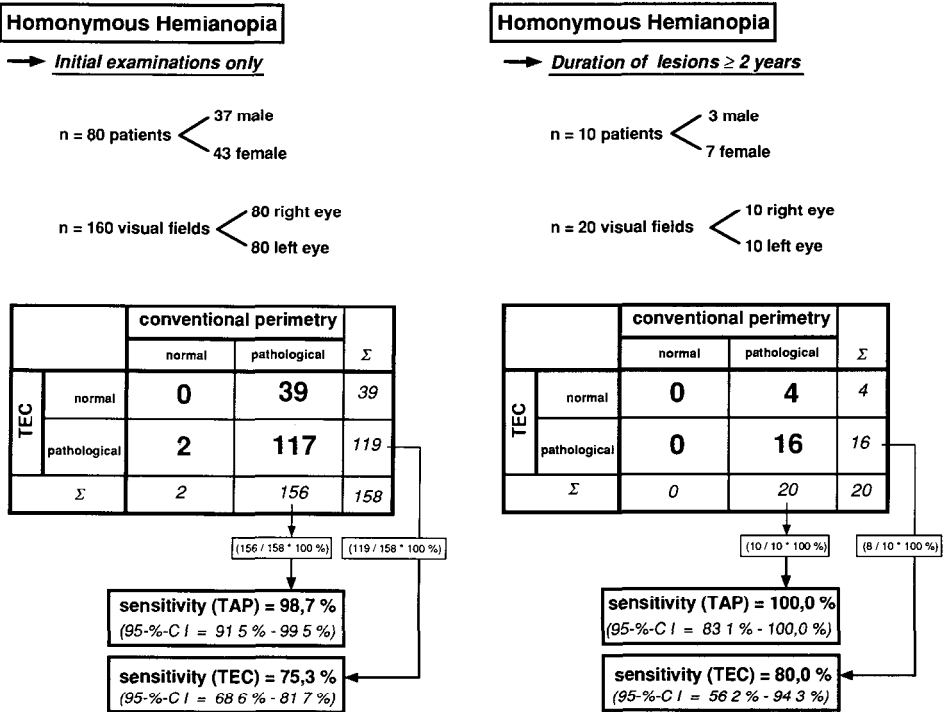 Homonymous Hemianopia
Initial examinations only
n = 80 patients
37 male
43 female
n = 160 visual fields
80 right eye
80 left eye
conventional perimetry
normal pathological Σ
TEC
normal 0 39 39
pathological 2 117 119
Σ 2 156 158
(156 / 158 * 100 %) (119 / 158 * 100 %)
sensitivity (TAP) = 98,7 %
(95-%-C I = 91 5 % - 99 5 %)
sensitivity (TEC) = 75,3 %
(95-%-C I = 68 6 % - 81 7 %)
Homonymous Hemianopia
Duration of lesions ≥ 2 years
n = 10 patients
3 male
7 female
n = 20 visual fields
10 right eye
10 left eye
conventional perimetry
normal pathological Σ
TEC
normal 0 4 4
pathological 0 16 16
Σ 0 20 20
(10 / 10 * 100 %) (8 / 10 * 100 %)
sensitivity (TAP) = 100,0 %
(95-%-C I = 83 1 % - 100,0 %)
sensitivity (TEC) = 80,0 %
(95-%-C I = 56 2 % - 94 3 %)